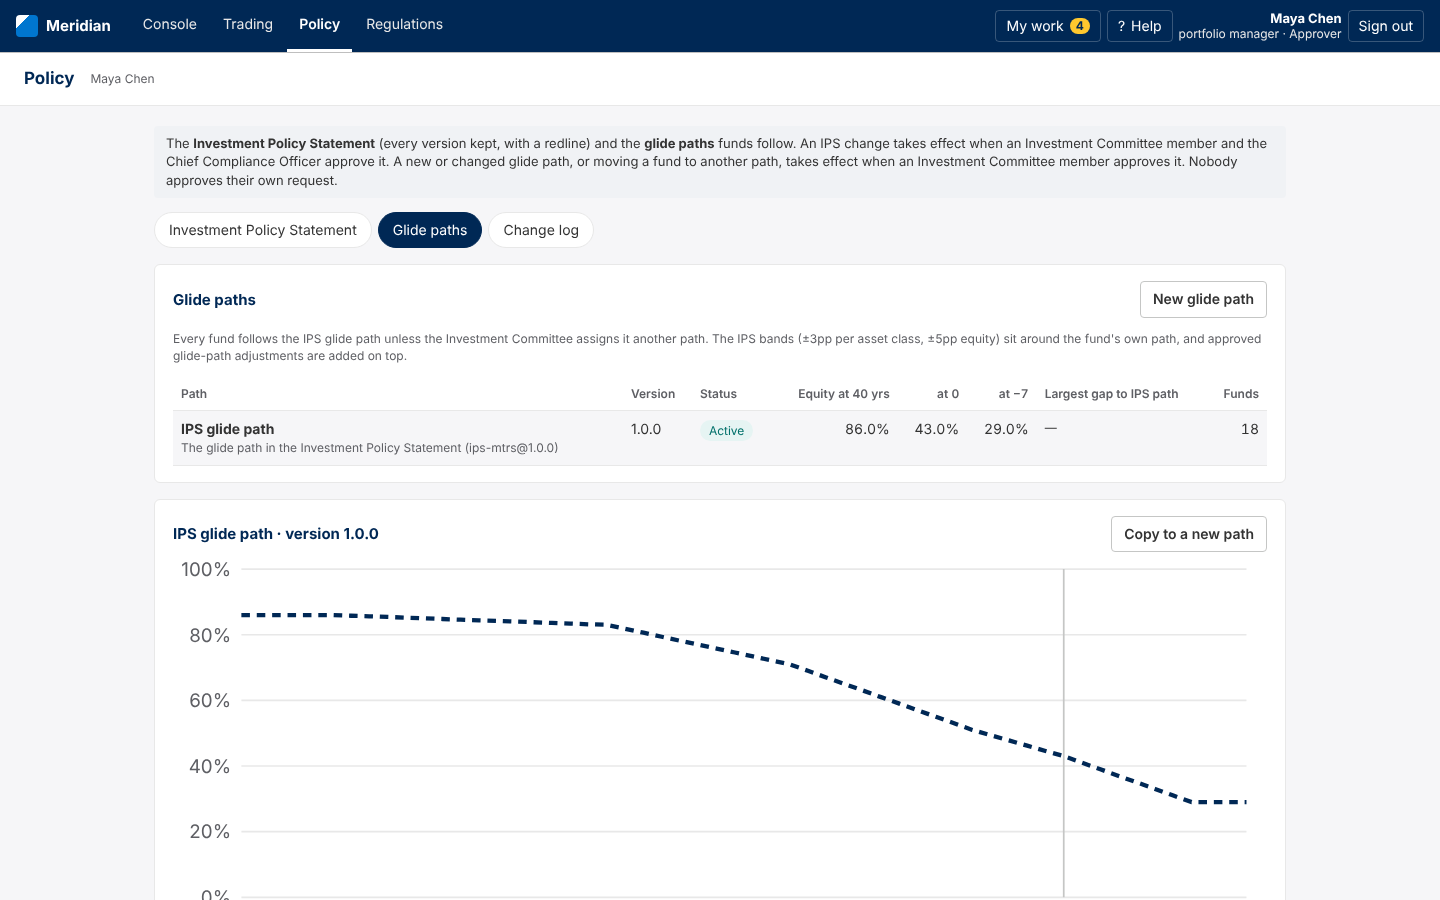 Meridian
Console
Trading
Policy
Regulations
My work 4
? Help
Maya Chen
portfolio manager · Approver
Sign out
Policy
Maya Chen
The Investment Policy Statement (every version kept, with a redline) and the glide paths funds follow. An IPS change takes effect when an Investment Committee member and the
Chief Compliance Officer approve it. A new or changed glide path, or moving a fund to another path, takes effect when an Investment Committee member approves it. Nobody
approves their own request.
Investment Policy Statement
Glide paths
Change log
Glide paths
New glide path
Every fund follows the IPS glide path unless the Investment Committee assigns it another path. The IPS bands (±3pp per asset class, ±5pp equity) sit around the fund's own path, and approved
glide-path adjustments are added on top.
Path Version Status Equity at 40 yrs at 0 at −7 Largest gap to IPS path Funds
IPS glide path 1.0.0 Active 86.0% 43.0% 29.0% — 18
The glide path in the Investment Policy Statement (ips-mtrs@1.0.0)
IPS glide path · version 1.0.0
Copy to a new path
100%
80%
60%
40%
20%
0%